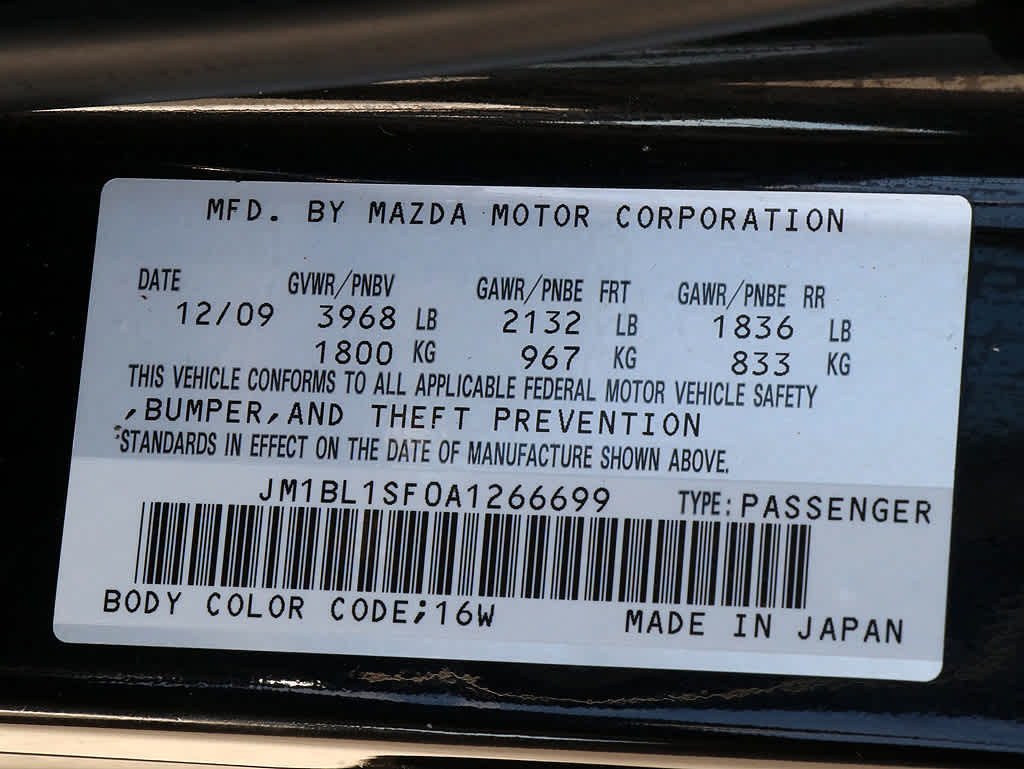 MFD. BY MAZDA MOTOR CORPORATION
DATE GVWR/PNBV GAWR/PNBE FRT GAWR/PNBE RR
12/09 3968 LB 2132 LB 1836 LB
1800 KG 967 KG 833 KG
THIS VEHICLE CONFORMS TO ALL APPLICABLE FEDERAL MOTOR VEHICLE SAFETY
,BUMPER,AND THEFT PREVENTION
STANDARDS IN EFFECT ON THE DATE OF MANUFACTURE SHOWN ABOVE.
JM1BL1SF0A1266699 TYPE: PASSENGER
BODY COLOR CODE;16W MADE IN JAPAN